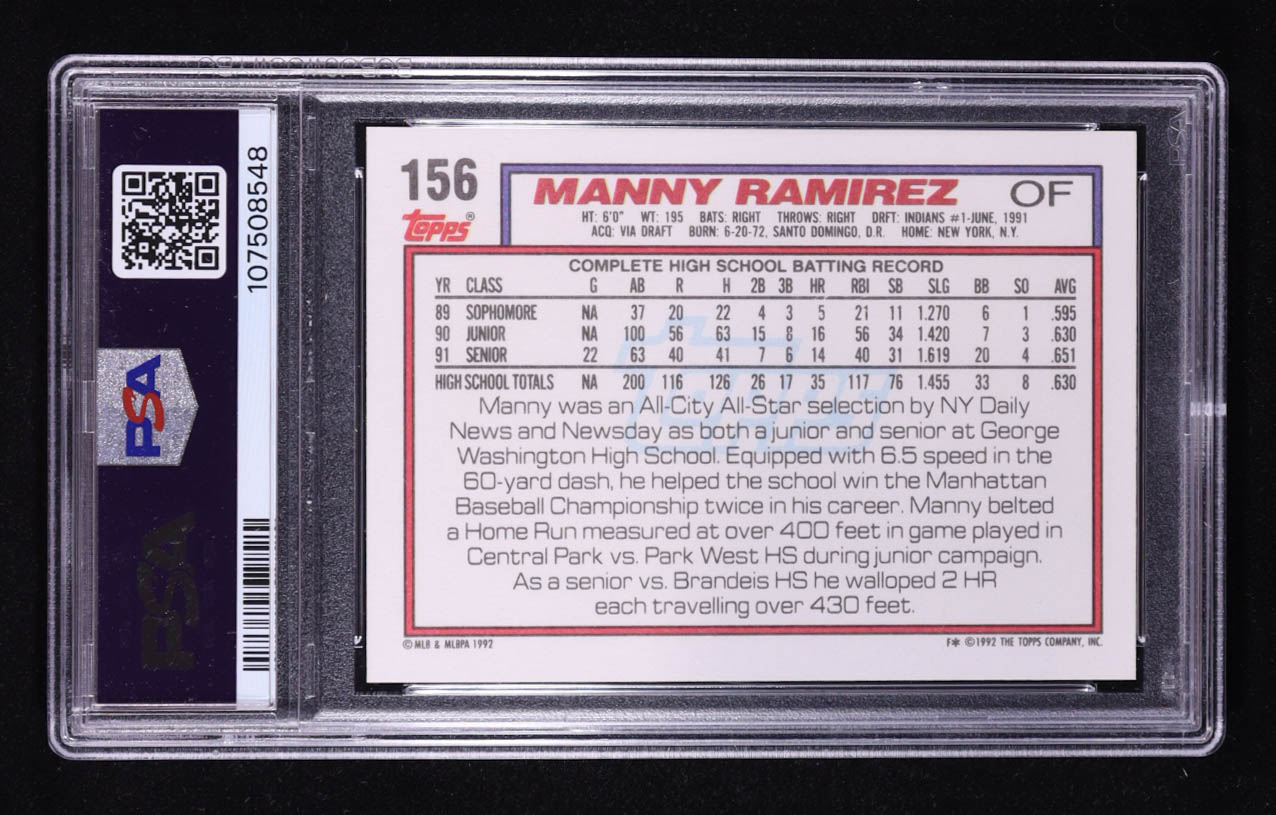 107508548
PSA
PSA
156
TOPPS®
MANNY RAMIREZ OF
HT: 6'0" WT: 195 BATS: RIGHT THROWS: RIGHT DRFT: INDIANS #1-JUNE, 1991
ACQ: VIA DRAFT BORN: 6-20-72, SANTO DOMINGO, D.R. HOME: NEW YORK, N.Y.
COMPLETE HIGH SCHOOL BATTING RECORD
YR CLASS G AB R H 2B 3B HR RBI SB SLG BB SO AVG
89 SOPHOMORE NA 37 20 22 4 3 5 21 11 1.270 6 1 .595
90 JUNIOR NA 100 56 63 15 8 16 56 34 1.420 7 3 .630
91 SENIOR 22 63 40 41 7 6 14 40 31 1.619 20 4 .651
HIGH SCHOOL TOTALS NA 200 116 126 26 17 35 117 76 1.455 33 8 .630
Manny was an All-City All-Star selection by NY Daily
News and Newsday as both a junior and senior at George
Washington High School. Equipped with 6.5 speed in the
60-yard dash, he helped the school win the Manhattan
Baseball Championship twice in his career. Manny belted
a Home Run measured at over 400 feet in game played in
Central Park vs. Park West HS during junior campaign.
As a senior vs. Brandeis HS he walloped 2 HR
each travelling over 430 feet.
© MLB & MLBPA 1992
F* © 1992 THE TOPPS COMPANY, INC.